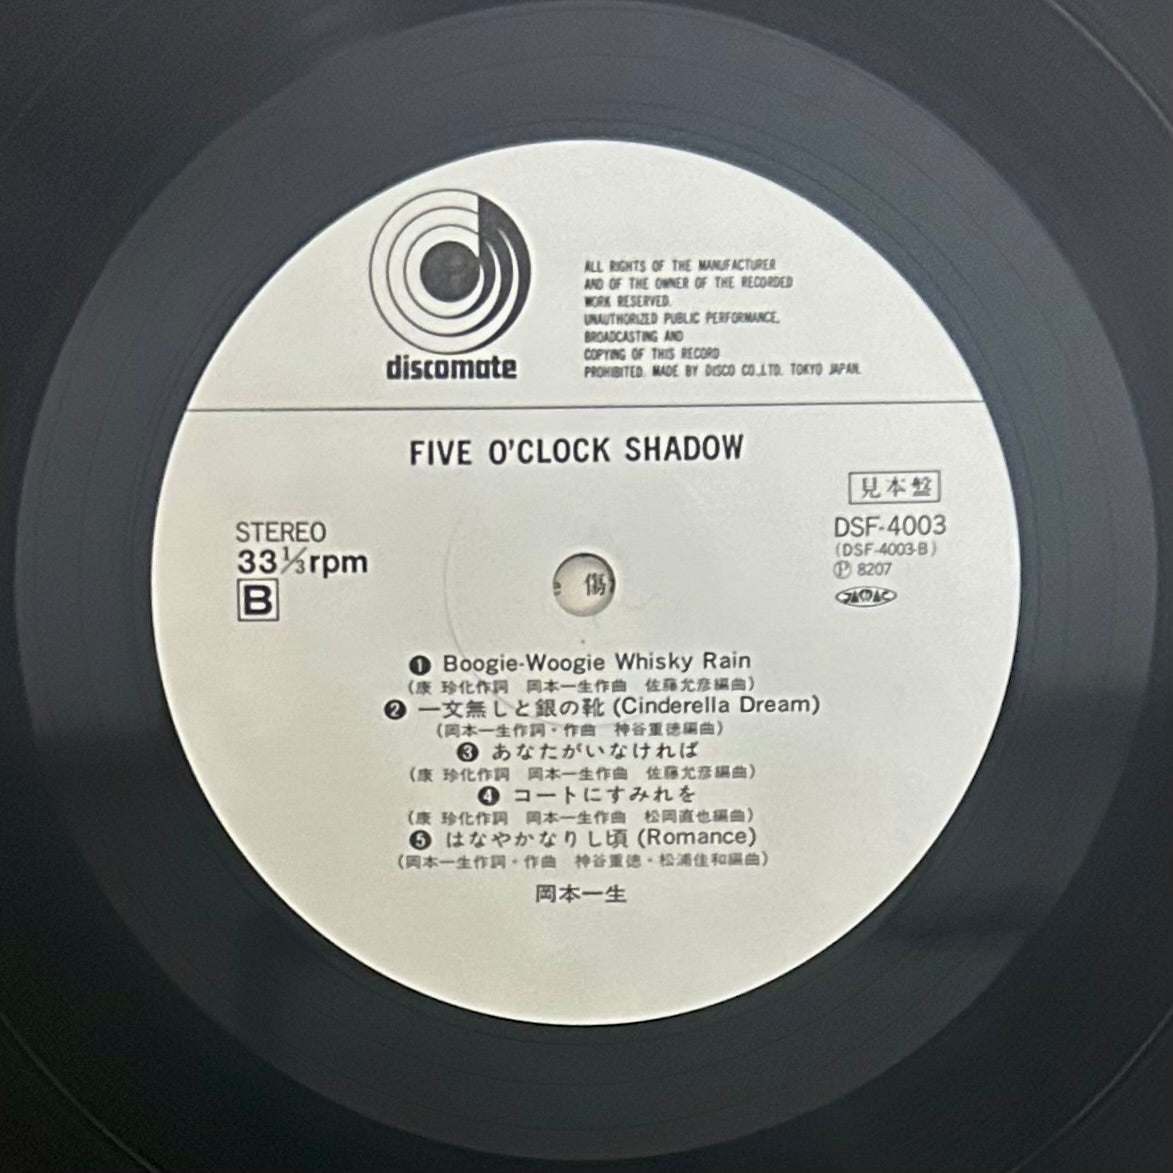 discomate
ALL RIGHTS OF THE MANUFACTURER
AND OF THE OWNER OF THE RECORDED
WORK RESERVED.
UNAUTHORIZED PUBLIC PERFORMANCE,
BROADCASTING AND
COPYING OF THIS RECORD
PROHIBITED. MADE BY DISCO CO.,LTD. TOKYO JAPAN.
FIVE O'CLOCK SHADOW
見本盤
STEREO
33⅓rpm
B
DSF-4003
(DSF-4003-B)
Ⓟ 8207
傷
❶ Boogie-Woogie Whisky Rain
(康 珍化作詞 岡本一生作曲 佐藤允彦編曲)
❷ 一文無しと銀の靴 (Cinderella Dream)
(岡本一生作詞・作曲 神谷重徳編曲)
❸ あなたがいなければ
(康 珍化作詞 岡本一生作曲 佐藤允彦編曲)
❹ コートにすみれを
(康 珍化作詞 岡本一生作曲 松岡直也編曲)
❺ はなやかなりし頃 (Romance)
(岡本一生作詞・作曲 神谷重徳・松浦佳和編曲)
岡本一生